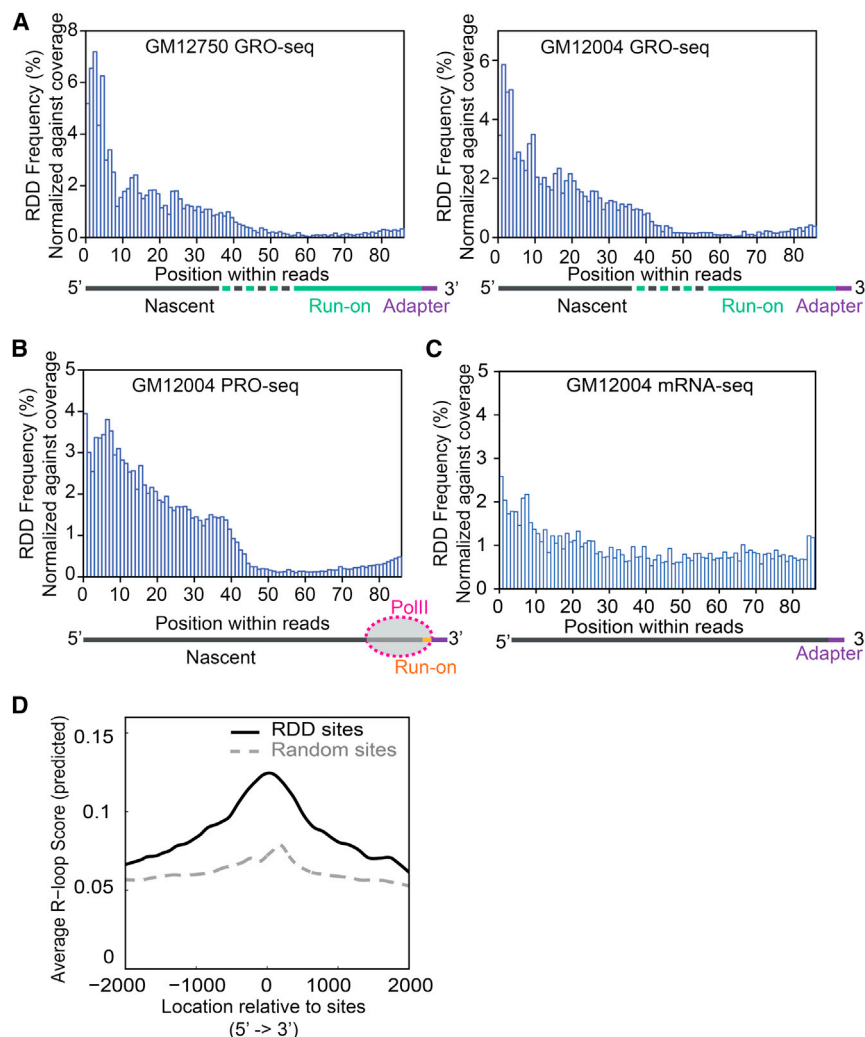 A
GM12750 GRO-seq
RDD Frequency (%)
Normalized against coverage
8
6
4
2
0
0 10 20 30 40 50 60 70 80
Position within reads
5’ 3’
Nascent Run-on Adapter
GM12004 GRO-seq
RDD Frequency (%)
Normalized against coverage
6
4
2
0
0 10 20 30 40 50 60 70 80
Position within reads
5’ 3
Nascent Run-on Adapter
B
GM12004 PRO-seq
RDD Frequency (%)
Normalized against coverage
5
4
3
2
1
0
0 10 20 30 40 50 60 70 80
Position within reads
PolII
5’ 3’
Nascent
Run-on
C
GM12004 mRNA-seq
RDD Frequency (%)
Normalized against coverage
5
4
3
2
1
0
0 10 20 30 40 50 60 70 80
Position within reads
5’ 3
Adapter
D
RDD sites
Random sites
Average R−loop Score (predicted)
0.15
0.1
0.05
0
−2000 −1000 0 1000 2000
Location relative to sites
(5’ -> 3’)